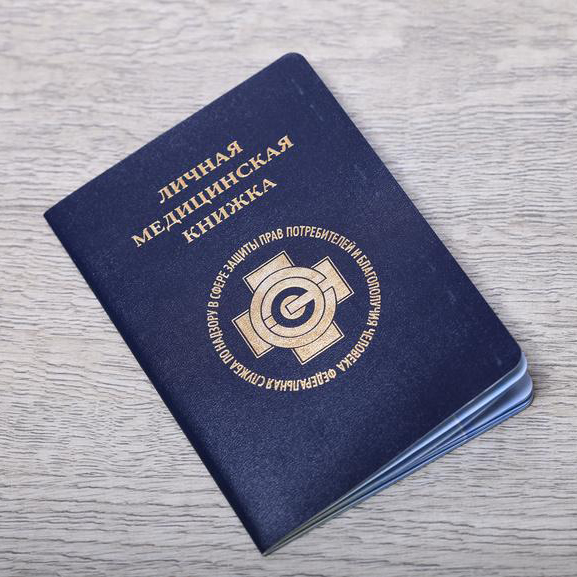 ЛИЧНАЯ
МЕДИЦИНСКАЯ
КНИЖКА
ФЕДЕРАЛЬНАЯ СЛУЖБА ПО НАДЗОРУ В СФЕРЕ ЗАЩИТЫ ПРАВ ПОТРЕБИТЕЛЕЙ И БЛАГОПОЛУЧИЯ ЧЕЛОВЕКА